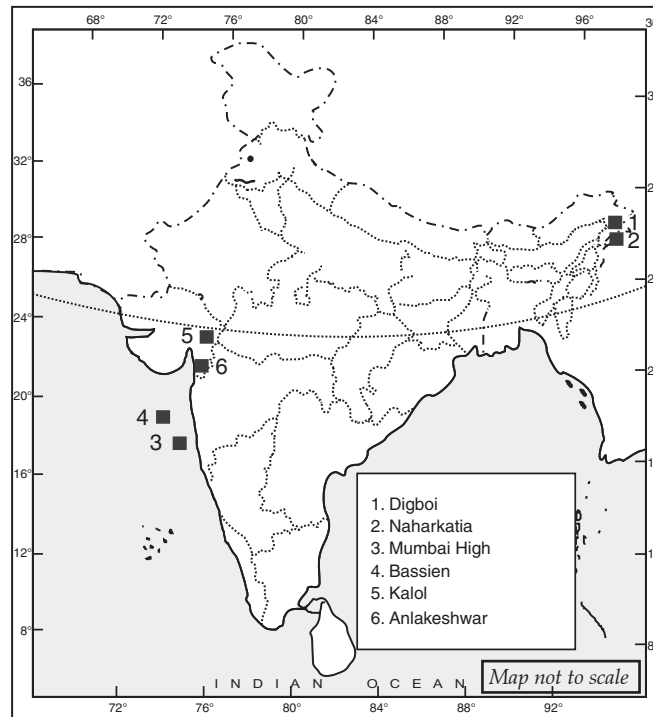 68° 72° 76° 80° 84° 88° 92° 96°
36
32°
28°
24°
20°
16°
12°
8°
1
2
5
6
4
3
1. Digboi
2. Naharkatia
3. Mumbai High
4. Bassien
5. Kalol
6. Anlakeshwar
INDIAN OCEAN
Map not to scale
72° 76° 80° 84° 88° 92°